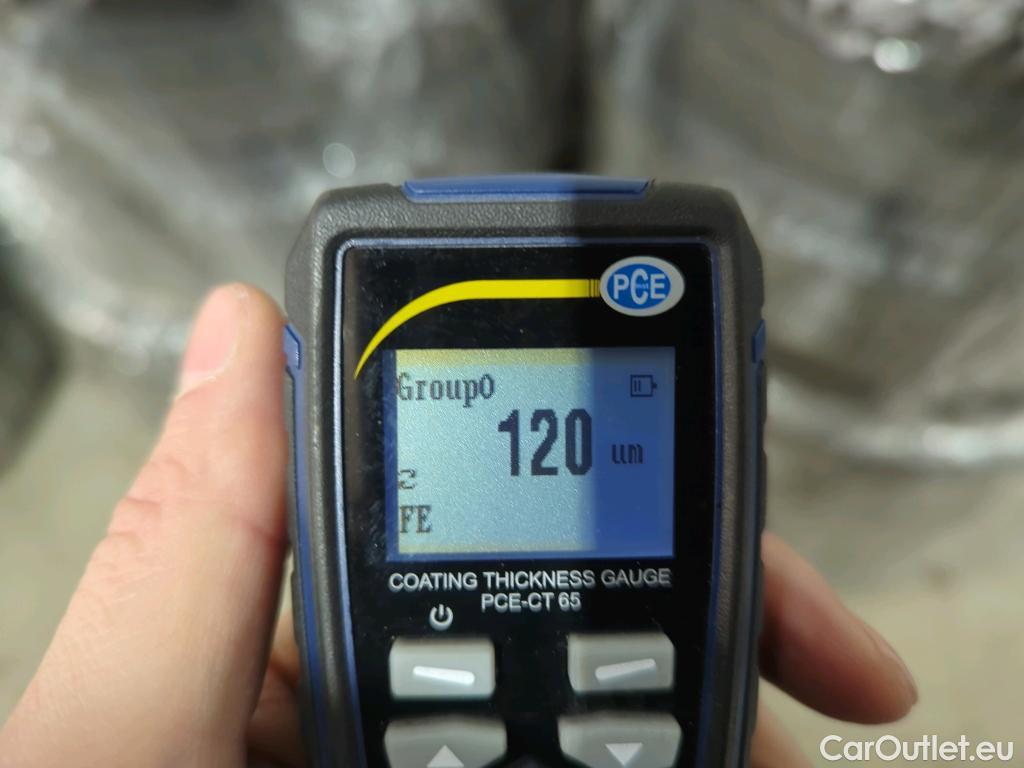 PCE
Group0
120 um
FE
COATING THICKNESS GAUGE
PCE-CT 65
CarOutlet.eu